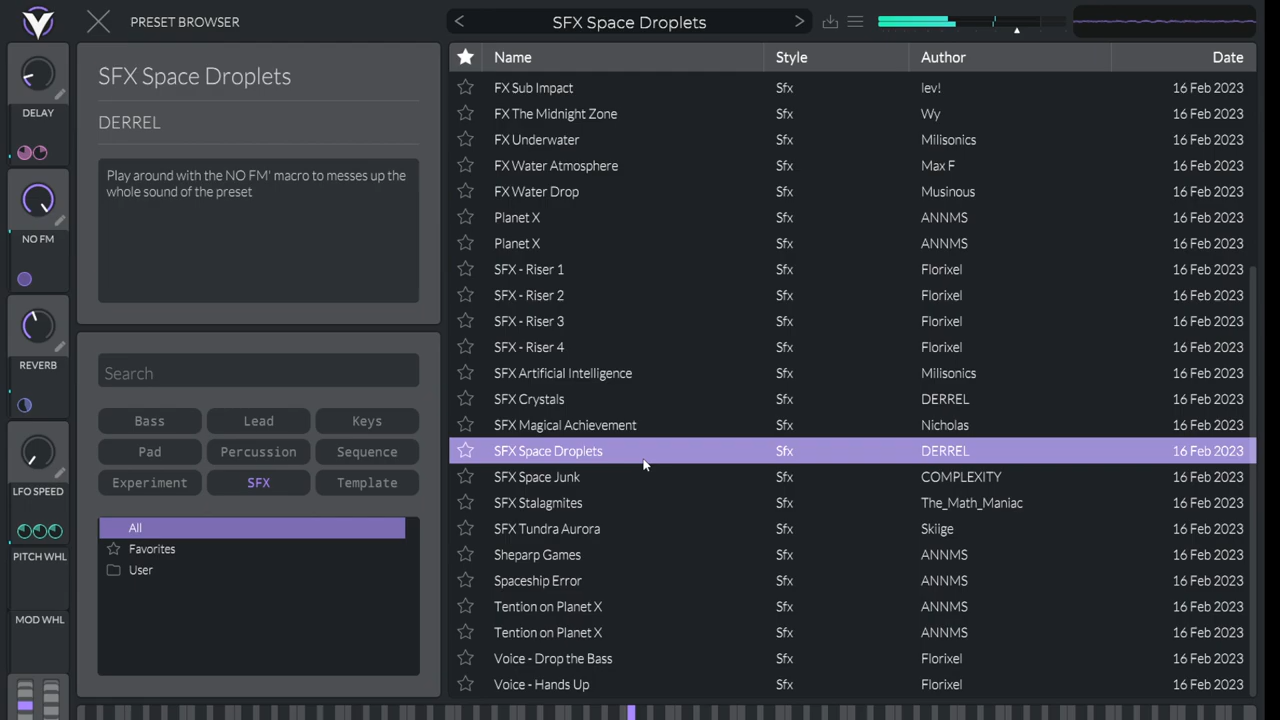 PRESET BROWSER
SFX Space Droplets
DELAY
NO FM
REVERB
LFO SPEED
PITCH WHL
MOD WHL
SFX Space Droplets
DERREL
Play around with the NO FM' macro to messes up the
whole sound of the preset
Search
Bass Lead Keys
Pad Percussion Sequence
Experiment SFX Template
All
Favorites
User
Name Style Author Date
FX Sub Impact Sfx lev! 16 Feb 2023
FX The Midnight Zone Sfx Wy 16 Feb 2023
FX Underwater Sfx Milisonics 16 Feb 2023
FX Water Atmosphere Sfx Max F 16 Feb 2023
FX Water Drop Sfx Musinous 16 Feb 2023
Planet X Sfx ANNMS 16 Feb 2023
Planet X Sfx ANNMS 16 Feb 2023
SFX - Riser 1 Sfx Florixel 16 Feb 2023
SFX - Riser 2 Sfx Florixel 16 Feb 2023
SFX - Riser 3 Sfx Florixel 16 Feb 2023
SFX - Riser 4 Sfx Florixel 16 Feb 2023
SFX Artificial Intelligence Sfx Milisonics 16 Feb 2023
SFX Crystals Sfx DERREL 16 Feb 2023
SFX Magical Achievement Sfx Nicholas 16 Feb 2023
SFX Space Droplets Sfx DERREL 16 Feb 2023
SFX Space Junk Sfx COMPLEXITY 16 Feb 2023
SFX Stalagmites Sfx The_Math_Maniac 16 Feb 2023
SFX Tundra Aurora Sfx Skiige 16 Feb 2023
Sheparp Games Sfx ANNMS 16 Feb 2023
Spaceship Error Sfx ANNMS 16 Feb 2023
Tention on Planet X Sfx ANNMS 16 Feb 2023
Tention on Planet X Sfx ANNMS 16 Feb 2023
Voice - Drop the Bass Sfx Florixel 16 Feb 2023
Voice - Hands Up Sfx Florixel 16 Feb 2023